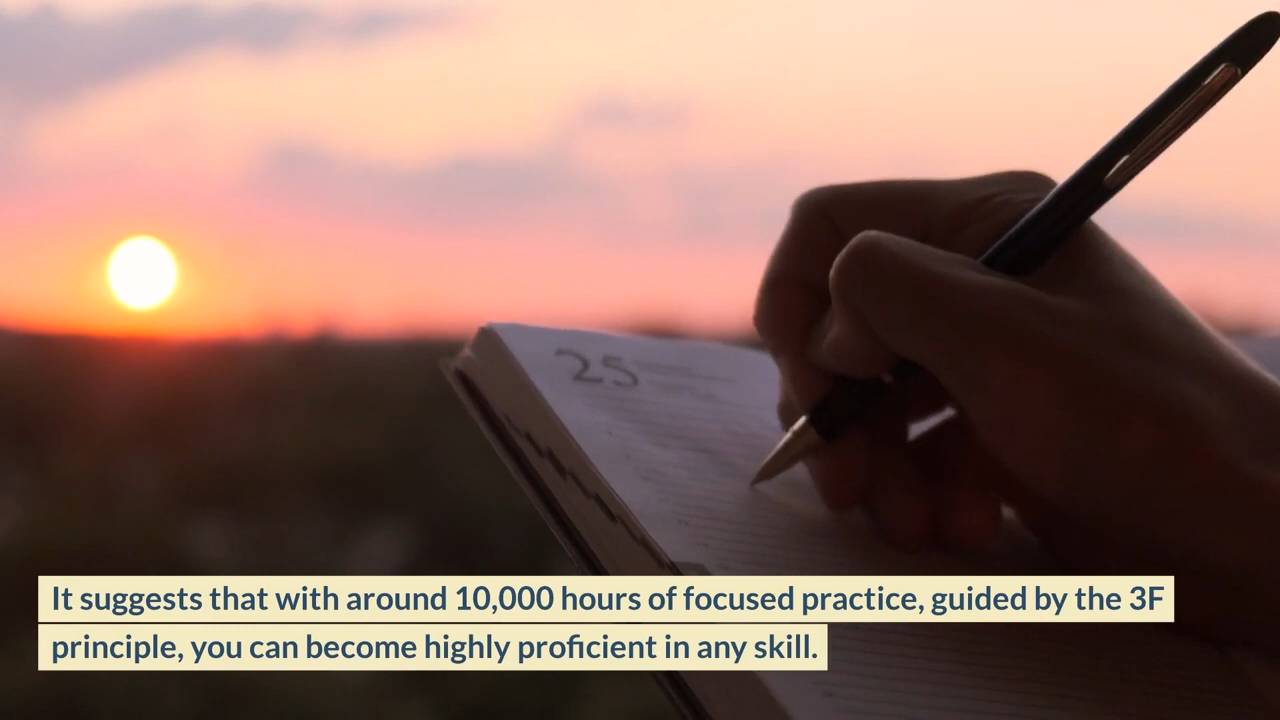 25
It suggests that with around 10,000 hours of focused practice, guided by the 3F
principle, you can become highly proficient in any skill.